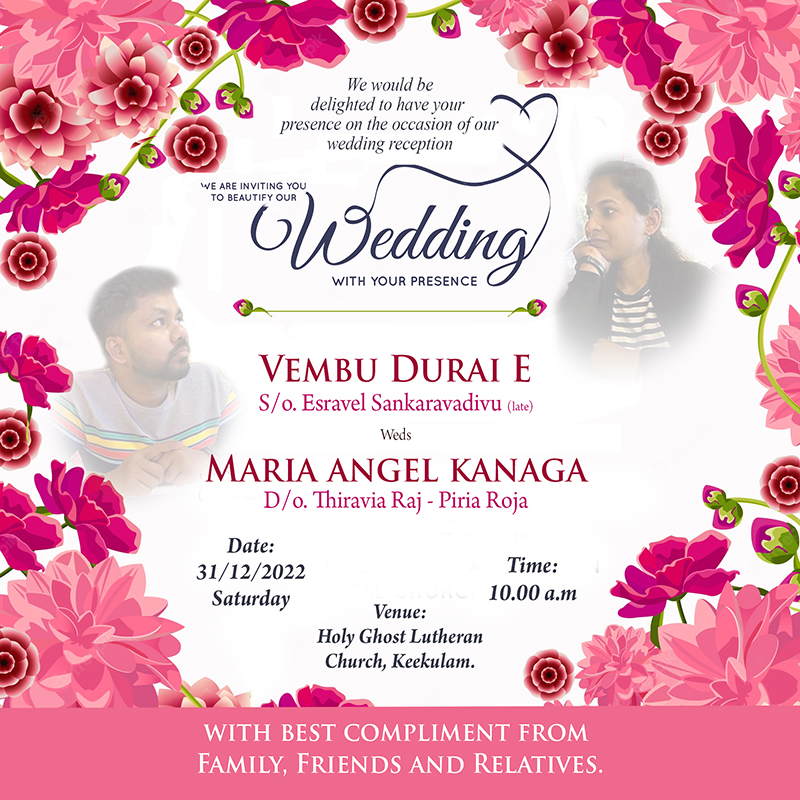 We would be
delighted to have your
presence on the occasion of our
wedding reception
WE ARE INVITING YOU
TO BEAUTIFY OUR
Wedding
WITH YOUR PRESENCE
VEMBU DURAI E
S/o. Esravel Sankaravadivu (late)
Weds
MARIA ANGEL KANAGA
D/o. Thiravia Raj - Piria Roja
Date:
31/12/2022
Saturday
Time:
10.00 a.m
Venue:
Holy Ghost Lutheran
Church, Keekulam.
WITH BEST COMPLIMENT FROM
FAMILY, FRIENDS AND RELATIVES.